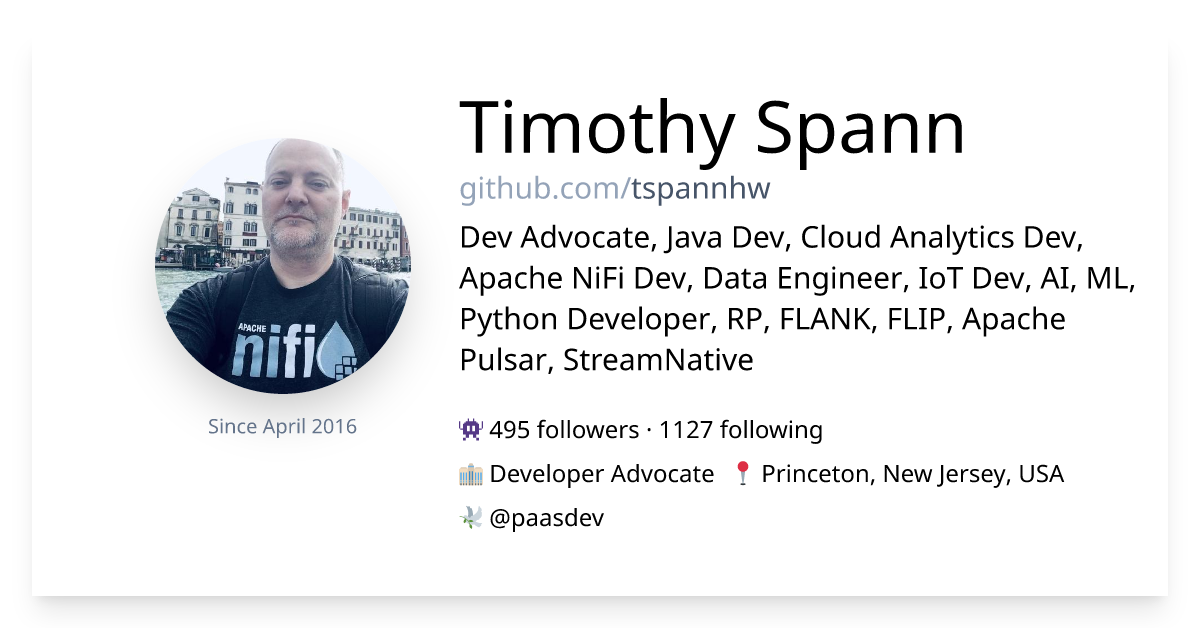 Timothy Spann
github.com/tspannhw
Dev Advocate, Java Dev, Cloud Analytics Dev,
Apache NiFi Dev, Data Engineer, IoT Dev, AI, ML,
Python Developer, RP, FLANK, FLIP, Apache
Pulsar, StreamNative
APACHE
nifi
Since April 2016
495 followers · 1127 following
Developer Advocate Princeton, New Jersey, USA
@paasdev